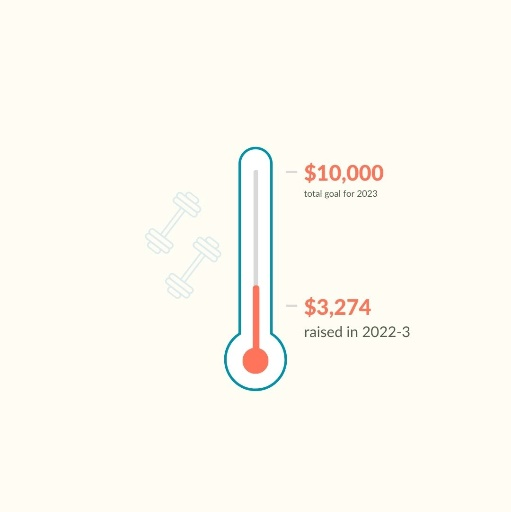 $10,000
total goal for 2023
$3,274
raised in 2022-3